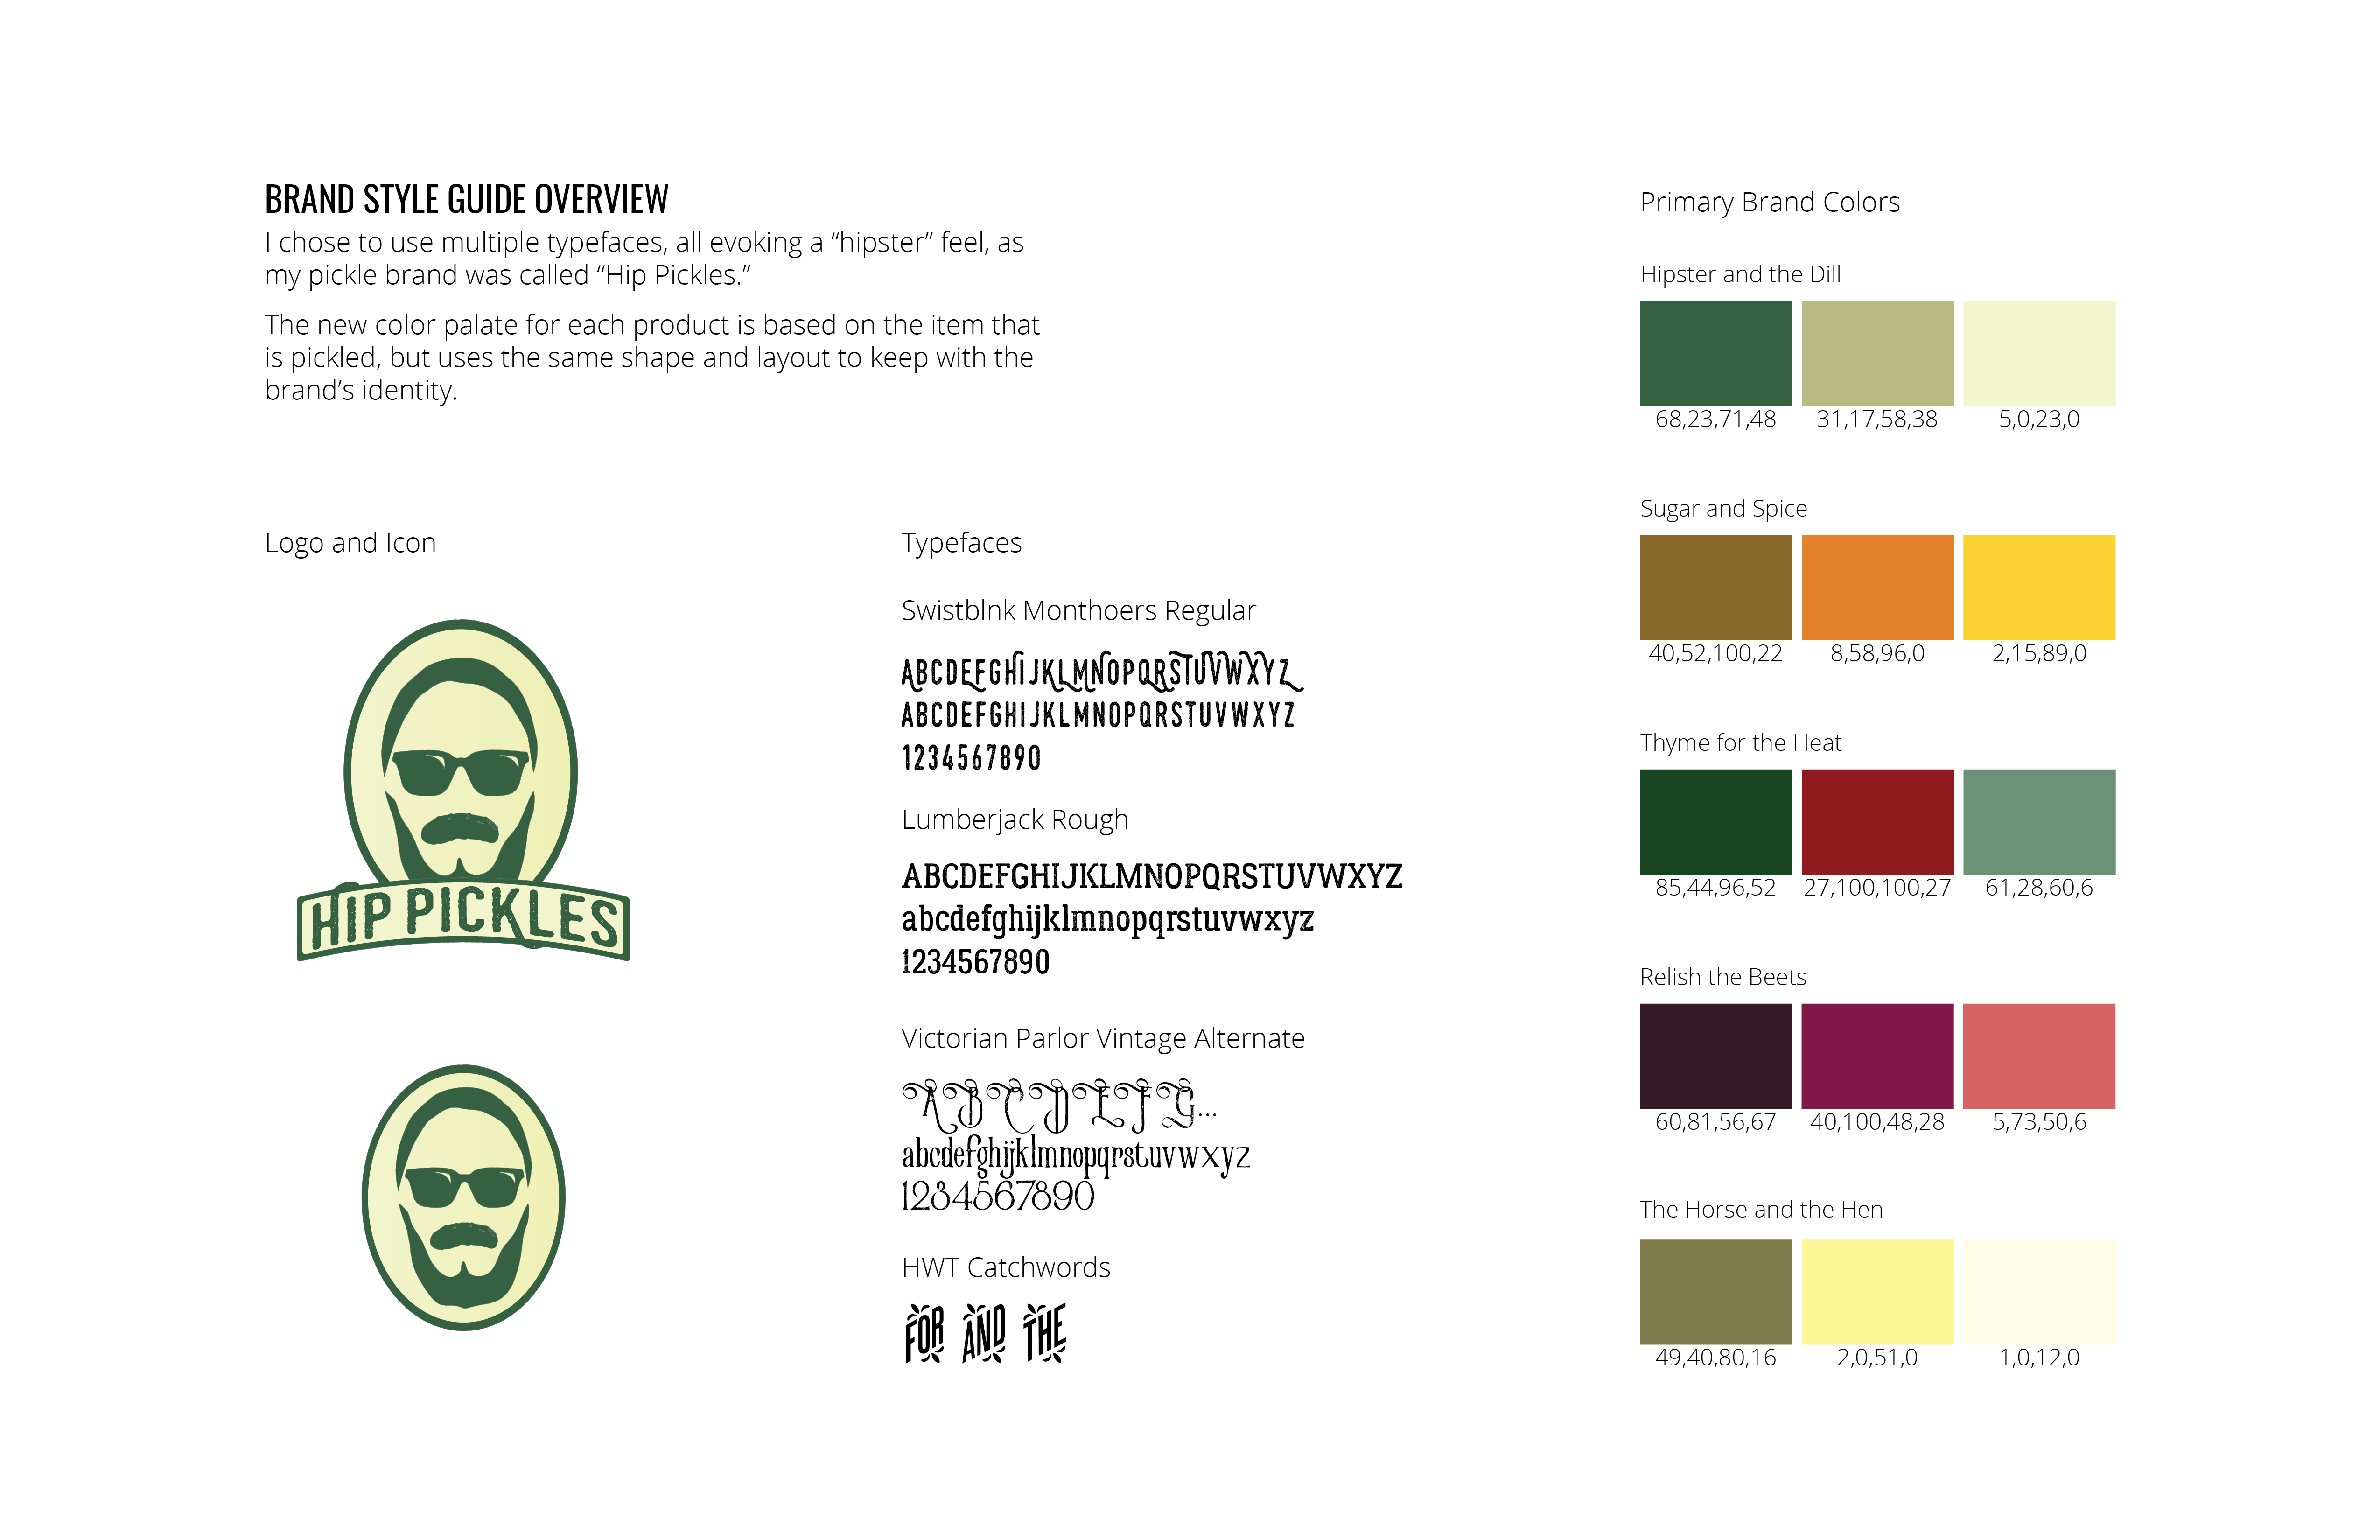 BRAND STYLE GUIDE OVERVIEW
I chose to use multiple typefaces, all evoking a “hipster” feel, as
my pickle brand was called “Hip Pickles.”
The new color palate for each product is based on the item that
is pickled, but uses the same shape and layout to keep with the
brand’s identity.
Logo and Icon
HIP PICKLES
Typefaces
Swistblnk Monthoers Regular
ABCDEFGHIJKLMNOPQRSTUVWXYZ
ABCDEFGHIJKLMNOPQRSTUVWXYZ
1234567890
Lumberjack Rough
ABCDEFGHIJKLMNOPQRSTUVWXYZ
abcdefghijklmnopqrstuvwxyz
1234567890
Victorian Parlor Vintage Alternate
A B C D E F G...
abcdefghijklmnopqrstuvwxyz
1234567890
HWT Catchwords
FOR AND THE
Primary Brand Colors
Hipster and the Dill
68,23,71,48 31,17,58,38 5,0,23,0
Sugar and Spice
40,52,100,22 8,58,96,0 2,15,89,0
Thyme for the Heat
85,44,96,52 27,100,100,27 61,28,60,6
Relish the Beets
60,81,56,67 40,100,48,28 5,73,50,6
The Horse and the Hen
49,40,80,16 2,0,51,0 1,0,12,0